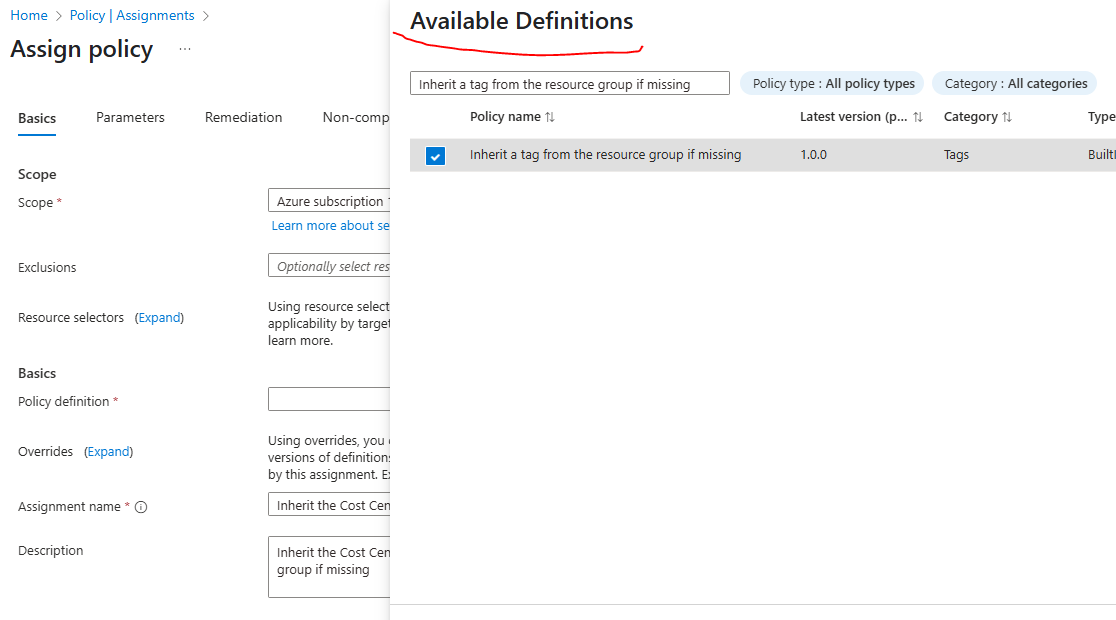 Home > Policy | Assignments >
Assign policy ...
Basics Parameters Remediation Non-comp
Scope
Scope *
Azure subscription
Learn more about se
Exclusions
Optionally select res
Resource selectors (Expand)
Using resource select
applicability by target
learn more.
Basics
Policy definition *
Overrides (Expand)
Using overrides, you
versions of definitions
by this assignment. Ex
Assignment name *
Inherit the Cost Cen
Description
Inherit the Cost Cen
group if missing
Available Definitions
Inherit a tag from the resource group if missing
Policy type : All policy types
Category : All categories
Policy name Latest version (p... Category Type
Inherit a tag from the resource group if missing 1.0.0 Tags BuiltI